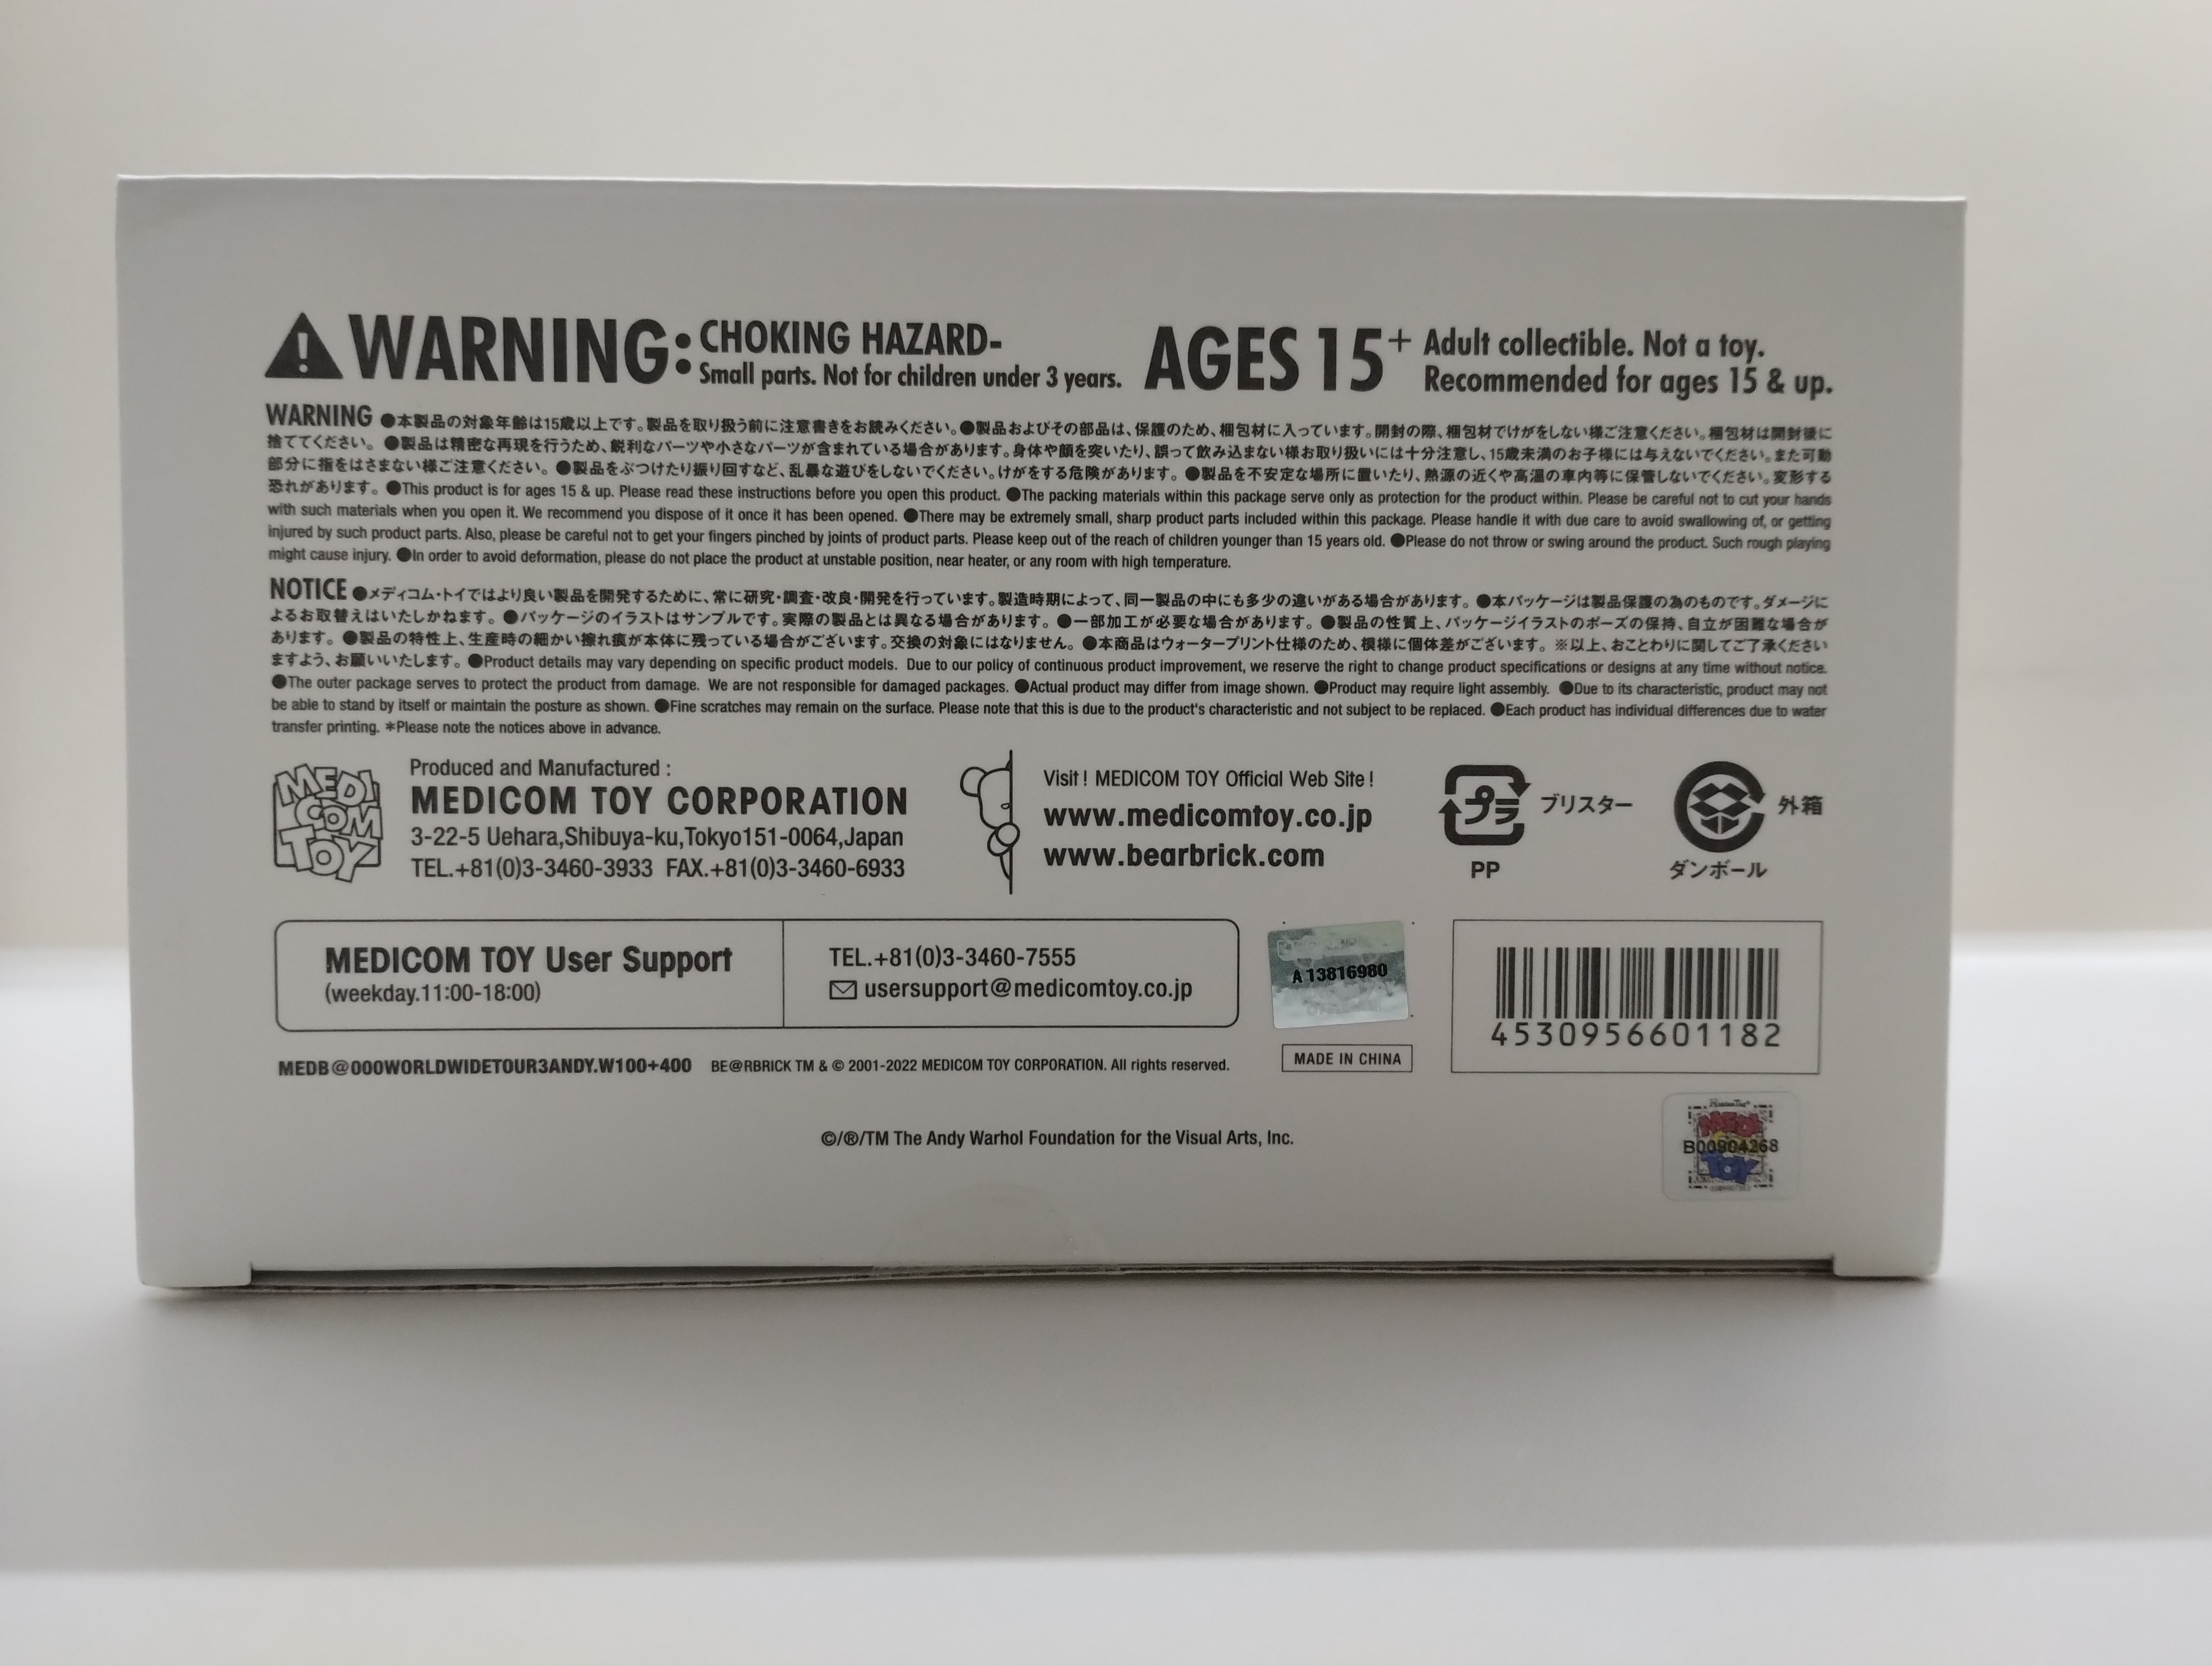 WARNING: CHOKING HAZARD-
Small parts. Not for children under 3 years.
AGES 15+ Adult collectible. Not a toy.
Recommended for ages 15 & up.
WARNING ●本製品の対象年齢は15歳以上です。製品を取り扱う前に注意書きをお読みください。●製品およびその部品は、保護のため、梱包材に入っています。開封の際、梱包材でけがをしない様ご注意ください。梱包材は開封後に
捨ててください。 ●製品は精密な再現を行うため、鋭利なパーツや小さなパーツが含まれている場合があります。身体や顔を突いたり、誤って飲み込まない様お取り扱いには十分注意し、15歳未満のお子様には与えないでください。また可動
部分に指をはさまない様ご注意ください。 ●製品をぶつけたり振り回すなど、乱暴な遊びをしないでください。けがをする危険があります。 ●製品を不安定な場所に置いたり、熱源の近くや高温の車内等に保管しないでください。変形する
恐れがあります。 ●This product is for ages 15 & up. Please read these instructions before you open this product. ●The packing materials within this package serve only as protection for the product within. Please be careful not to cut your hands
with such materials when you open it. We recommend you dispose of it once it has been opened. ●There may be extremely small, sharp product parts included within this package. Please handle it with due care to avoid swallowing of, or getting
injured by such product parts. Also, please be careful not to get your fingers pinched by joints of product parts. Please keep out of the reach of children younger than 15 years old. ●Please do not throw or swing around the product. Such rough playing
might cause injury. ●In order to avoid deformation, please do not place the product at unstable position, near heater, or any room with high temperature.
NOTICE ●メディコム・トイではより良い製品を開発するために、常に研究・調査・改良・開発を行っています。製造時期によって、同一製品の中にも多少の違いがある場合があります。 ●本パッケージは製品保護の為のものです。ダメージに
よるお取替えはいたしかねます。 ●パッケージのイラストはサンプルです。実際の製品とは異なる場合があります。 ●一部加工が必要な場合があります。 ●製品の性質上、パッケージイラストのポーズの保持、自立が困難な場合が
あります。 ●製品の特性上、生産時の細かい擦れ痕が本体に残っている場合がございます。交換の対象にはなりません。 ●本商品はウォータープリント仕様のため、模様に個体差がございます。 ※以上、おことわりに関してご了承ください
ますよう、お願いいたします。 ●Product details may vary depending on specific product models. Due to our policy of continuous product improvement, we reserve the right to change product specifications or designs at any time without notice.
●The outer package serves to protect the product from damage. We are not responsible for damaged packages. ●Actual product may differ from image shown. ●Product may require light assembly. ●Due to its characteristic, product may not
be able to stand by itself or maintain the posture as shown. ●Fine scratches may remain on the surface. Please note that this is due to the product's characteristic and not subject to be replaced. ●Each product has individual differences due to water
transfer printing. *Please note the notices above in advance.
MEDI
COM
TOY
Produced and Manufactured :
MEDICOM TOY CORPORATION
3-22-5 Uehara,Shibuya-ku,Tokyo151-0064,Japan
TEL.+81(0)3-3460-3933 FAX.+81(0)3-3460-6933
Visit ! MEDICOM TOY Official Web Site !
www.medicomtoy.co.jp
www.bearbrick.com
プラ ブリスター
PP
外箱
ダンボール
MEDICOM TOY User Support
(weekday.11:00-18:00)
TEL.+81(0)3-3460-7555
usersupport@medicomtoy.co.jp
A 13816980
4530956601182
MEDB@000WORLDWIDETOUR3ANDY.W100+400 BE@RBRICK TM & © 2001-2022 MEDICOM TOY CORPORATION. All rights reserved.
MADE IN CHINA
©/®/TM The Andy Warhol Foundation for the Visual Arts, Inc.
MEDI
B00904268
TOY